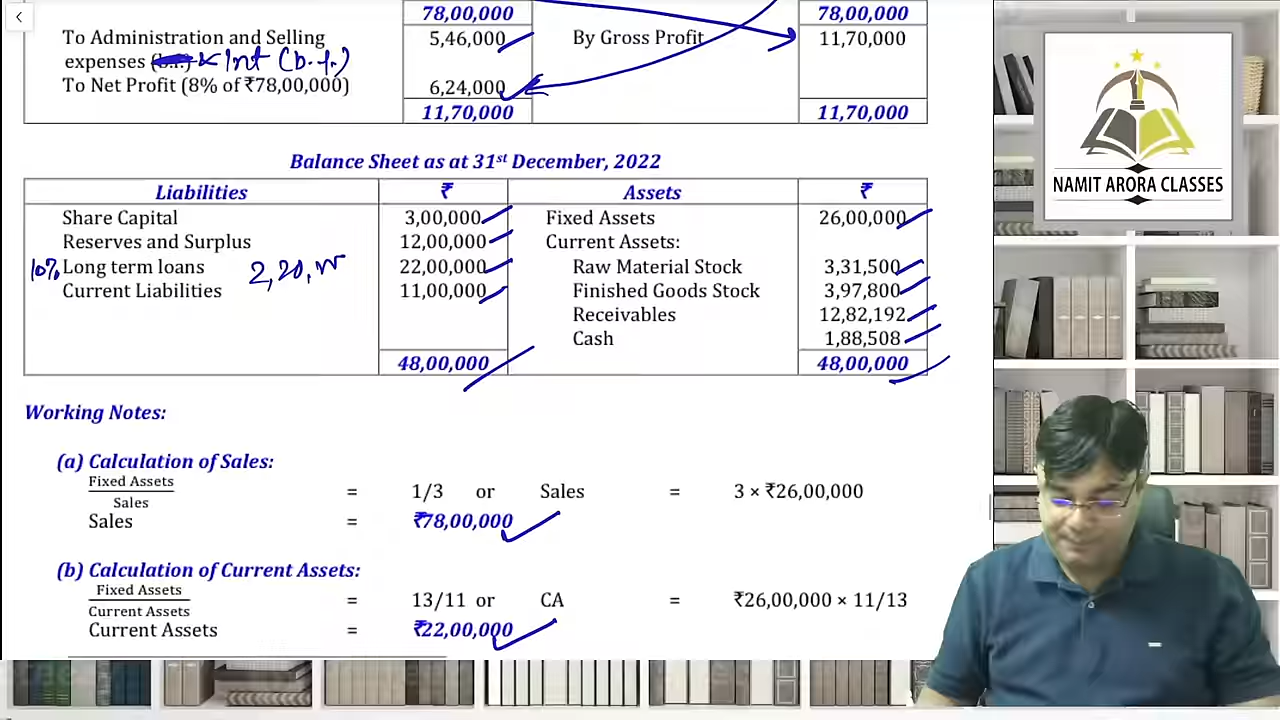 78,00,000 78,00,000
To Administration and Selling 5,46,000 By Gross Profit 11,70,000
expenses & Int (b.f.)
To Net Profit (8% of ₹78,00,000) 6,24,000
11,70,000 11,70,000
Balance Sheet as at 31st December, 2022
Liabilities ₹ Assets ₹
Share Capital 3,00,000 Fixed Assets 26,00,000
Reserves and Surplus 12,00,000 Current Assets:
10% Long term loans 2,20,000 22,00,000 Raw Material Stock 3,31,500
Current Liabilities 11,00,000 Finished Goods Stock 3,97,800
Receivables 12,82,192
Cash 1,88,508
48,00,000 48,00,000
Working Notes:
(a) Calculation of Sales:
Fixed Assets
Sales
= 1/3 or Sales = 3 × ₹26,00,000
Sales = ₹78,00,000
(b) Calculation of Current Assets:
Fixed Assets
Current Assets
= 13/11 or CA = ₹26,00,000 × 11/13
Current Assets = ₹22,00,000
NAMIT ARORA CLASSES